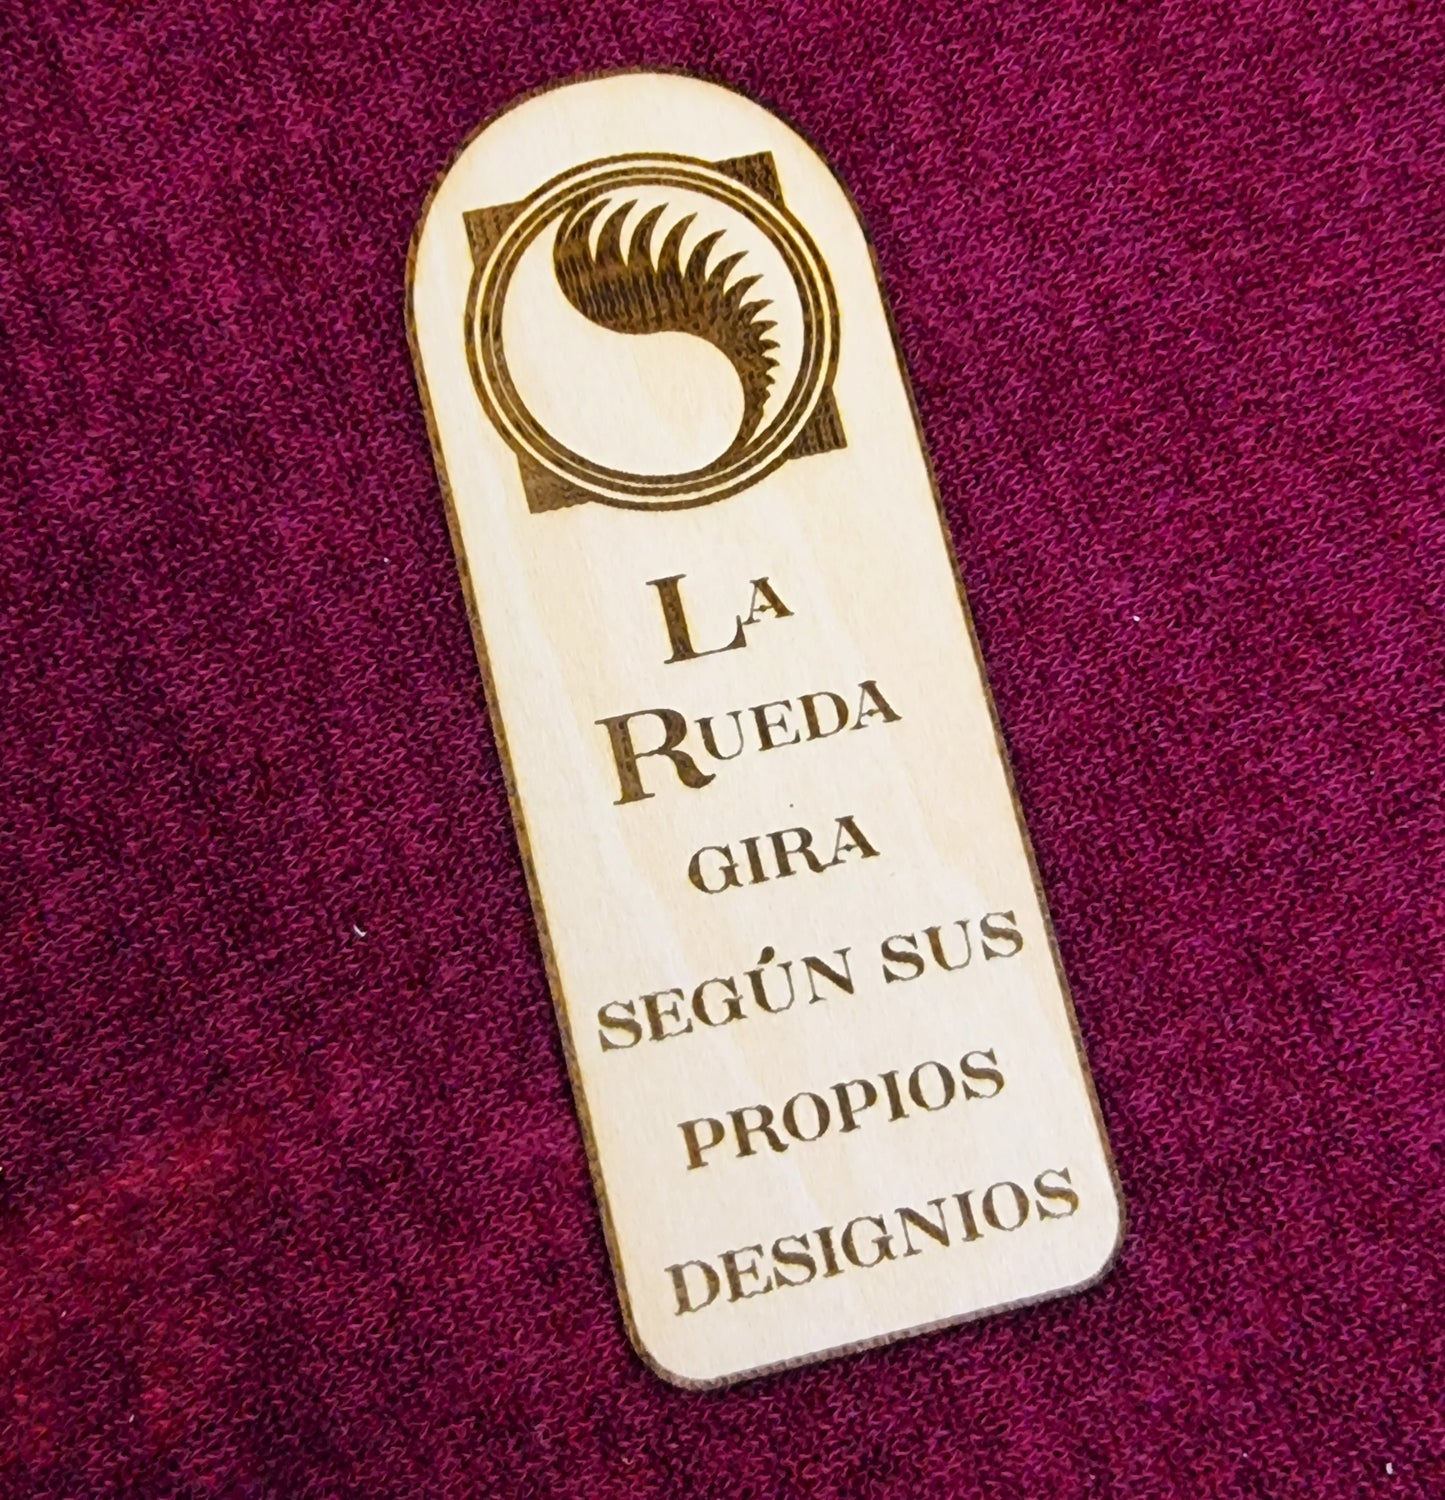 LA
RUEDA
GIRA
SEGÚN SUS
PROPIOS
DESIGNIOS